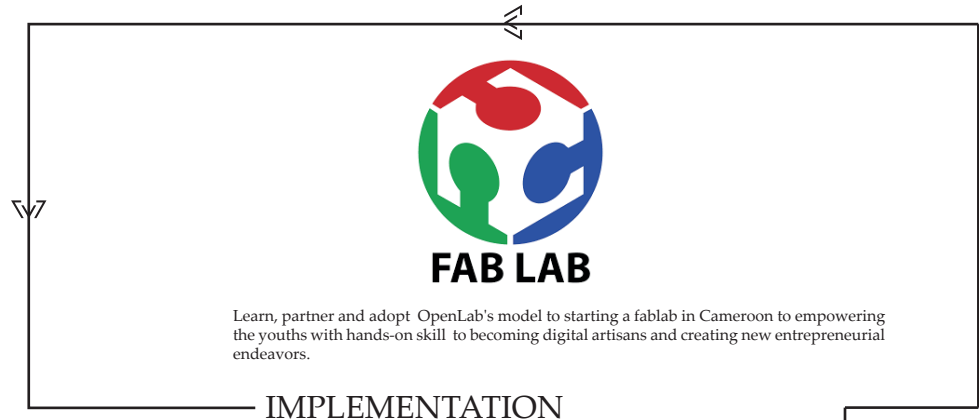 FAB LAB
Learn, partner and adopt OpenLab's model to starting a fablab in Cameroon to empowering
the youths with hands-on skill to becoming digital artisans and creating new entrepreneurial
endeavors.
IMPLEMENTATION